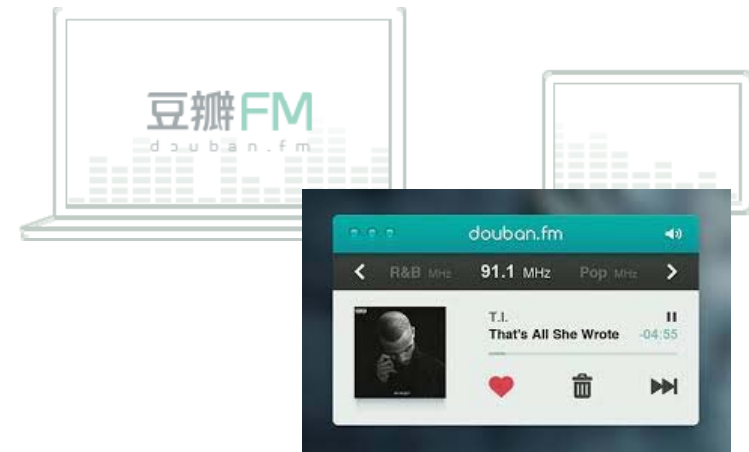 豆瓣FM
douban.fm
douban.fm
R&B MHz 91.1 MHz Pop MHz
T.I.
That's All She Wrote -04:55